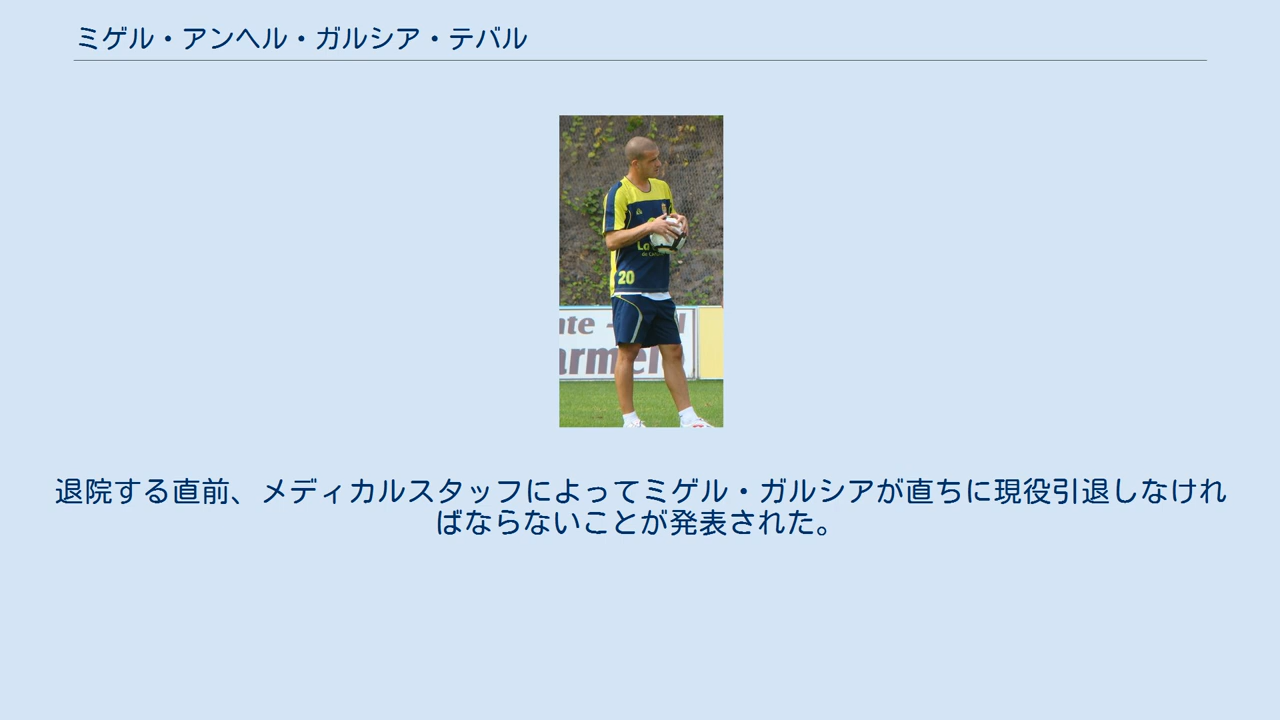 ミゲル・アンヘル・ガルシア・テバル
20
退院する直前、メディカルスタッフによってミゲル・ガルシアが直ちに現役引退しなけれ
ばならないことが発表された。